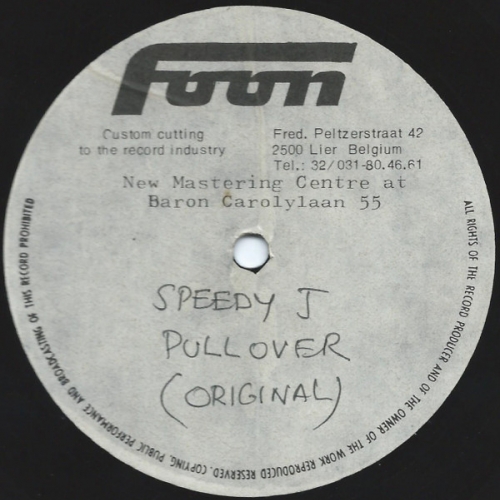 Foon
Custom cutting
to the record industry
Fred. Peltzerstraat 42
2500 Lier Belgium
Tel.: 32/031-80.46.61
New Mastering Centre at
Baron Carolylaan 55
SPEEDY J
PULLOVER
(ORIGINAL)
ALL RIGHTS OF THE RECORD PRODUCER AND OF THE OWNER OF THE WORK REPRODUCED RESERVED. COPYING, PUBLIC PERFORMANCE AND BROADCASTING OF THIS RECORD PROHIBITED